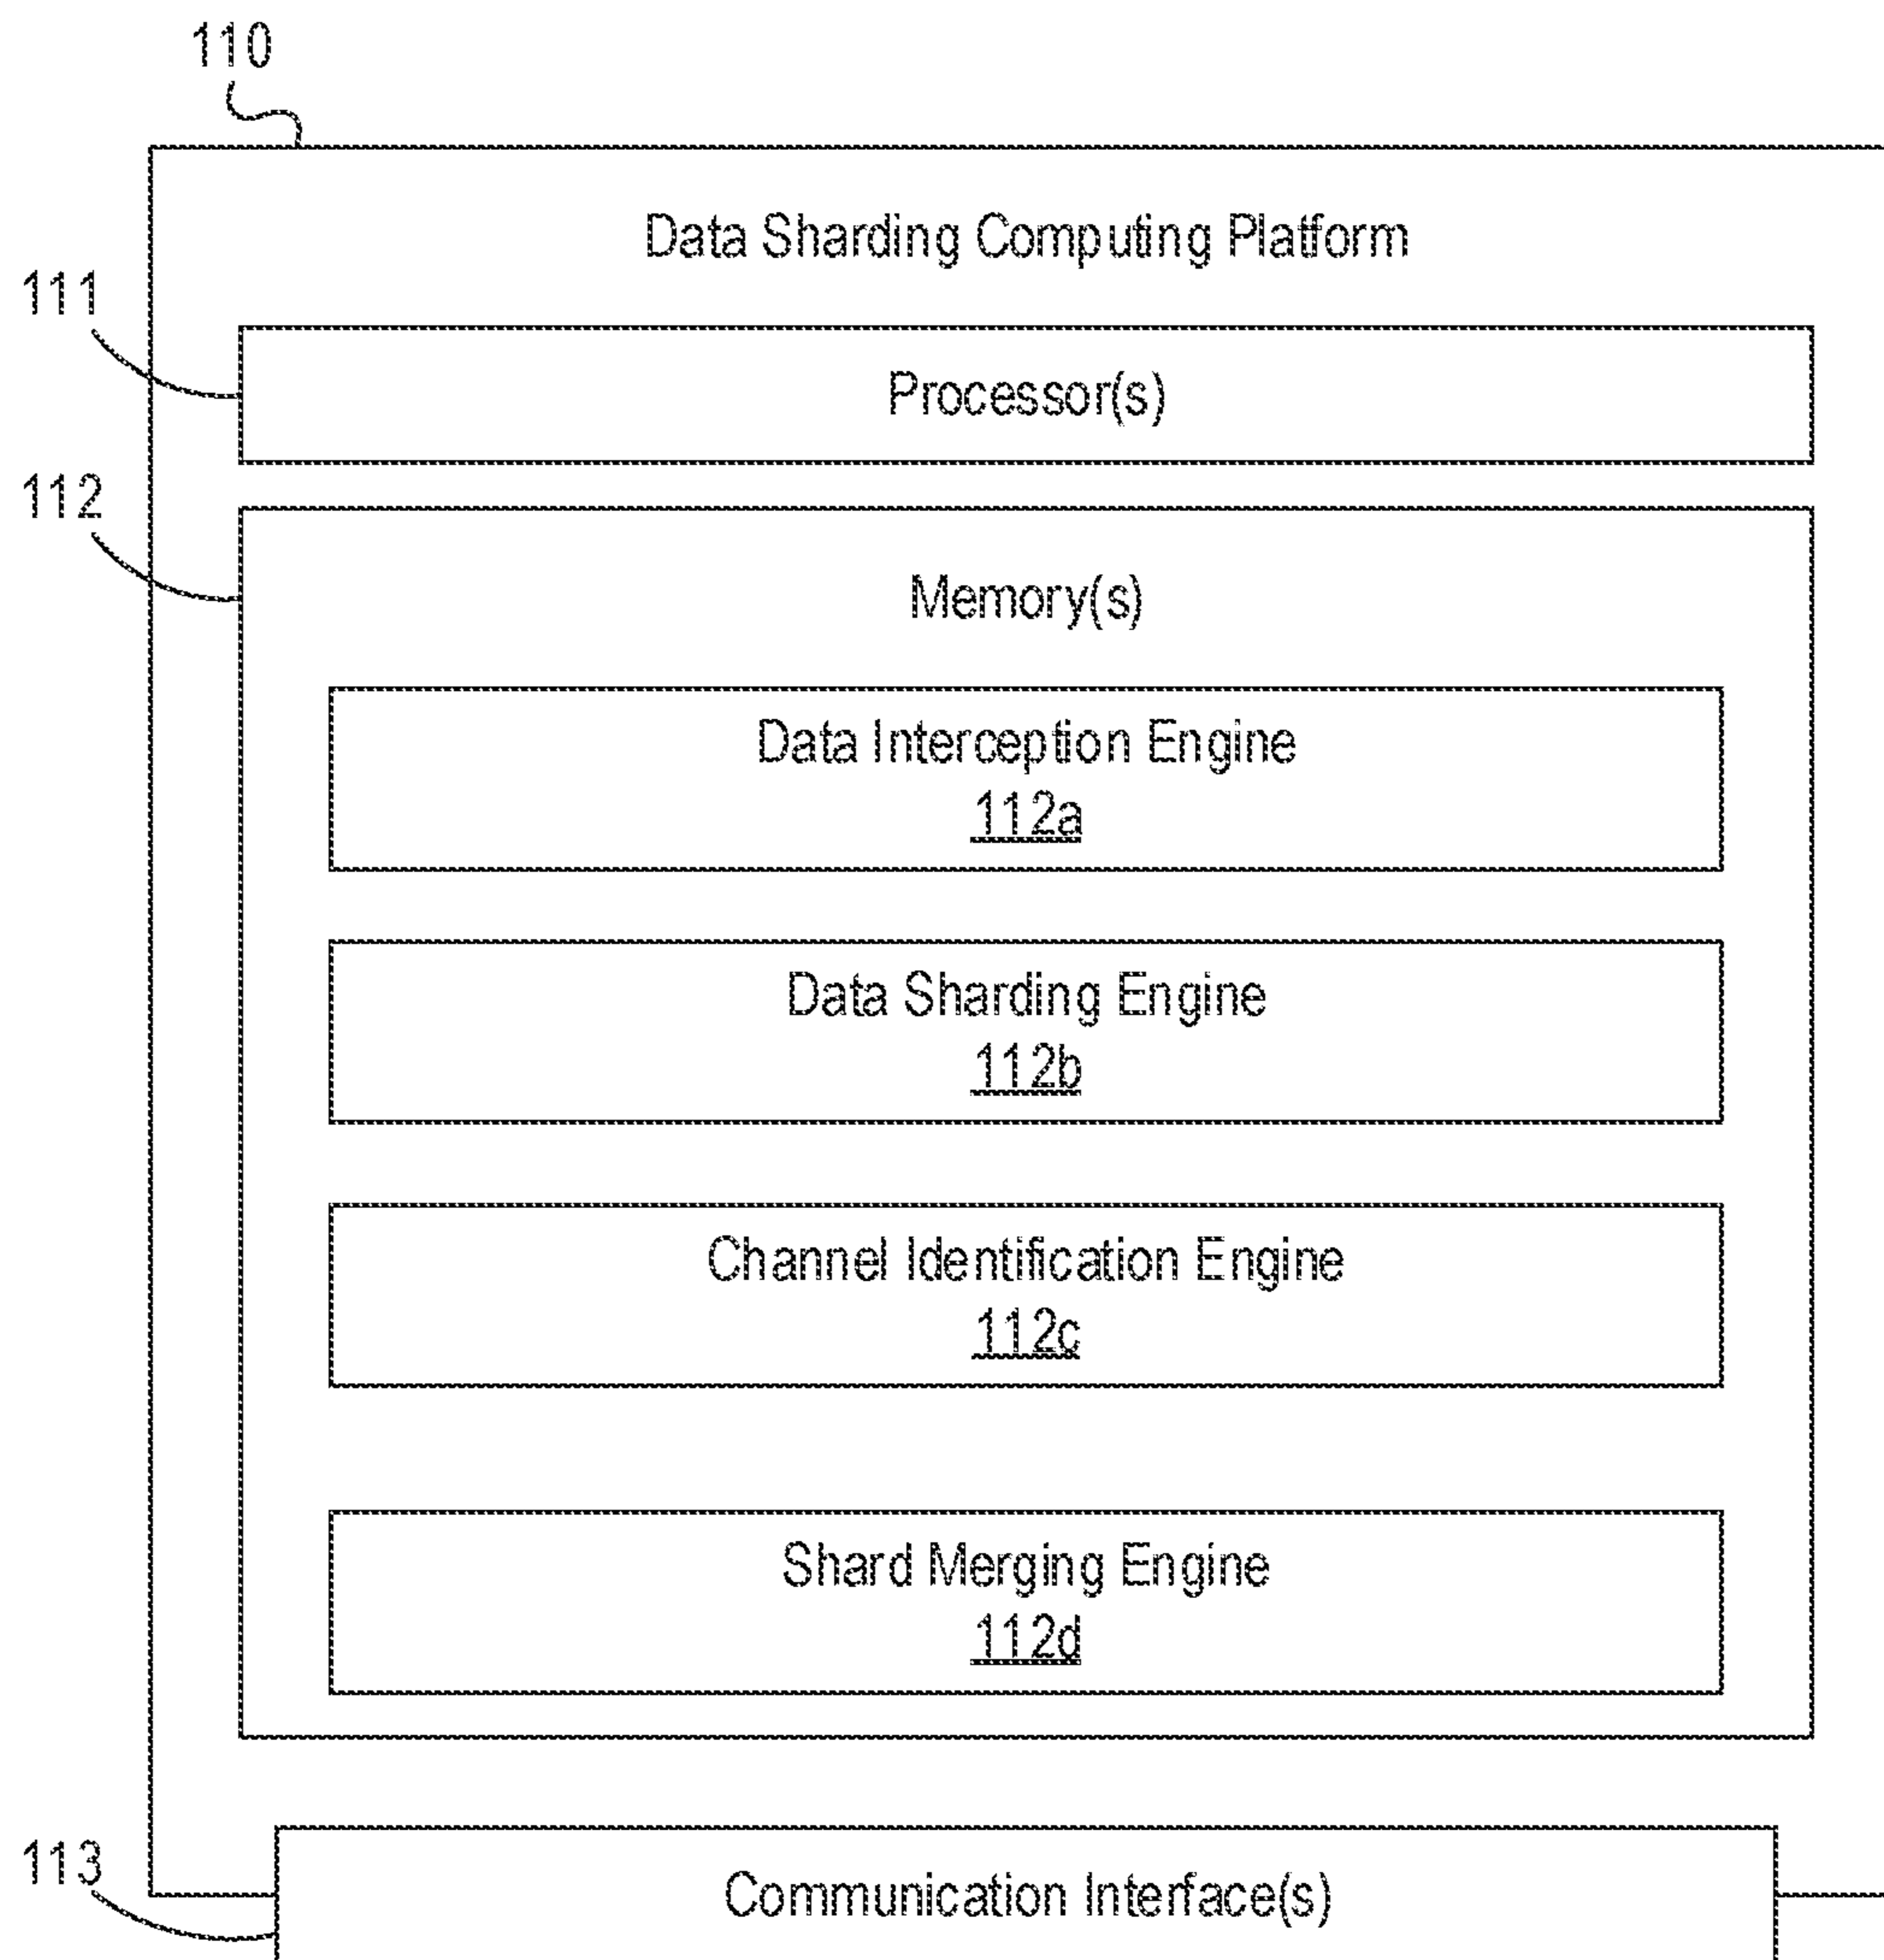 110
Data Sharding Computing Platform
111
Processor(s)
112
Memory(s)
Data Interception Engine
112a
Data Sharding Engine
112b
Channel Identification Engine
112c
Shard Merging Engine
112d
113
Communication Interface(s)